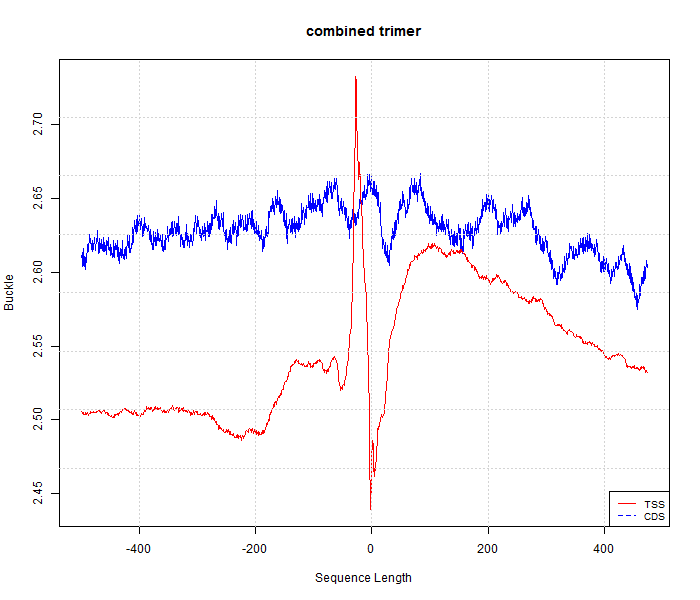 combined trimer
Buckle
2.70
2.65
2.60
2.55
2.50
2.45
TSS
CDS
-400
-200
0
200
400
Sequence Length